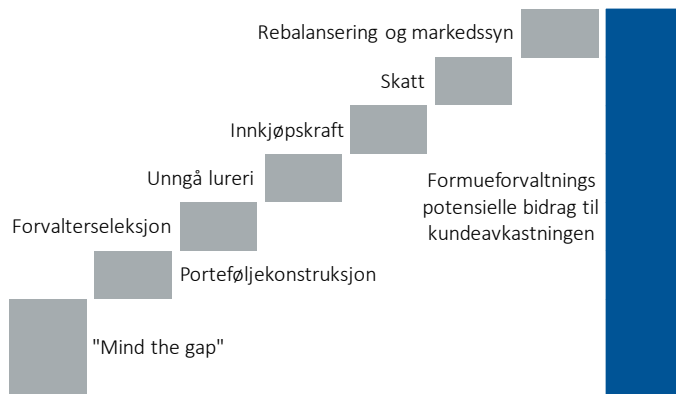 Rebalansering og markedssyn
Skatt
Innkjøpskraft
Unngå lureri
Formueforvaltnings
potensielle bidrag til
kundeavkastningen
Forvalterseleksjon
Porteføljekonstruksjon
"Mind the gap"